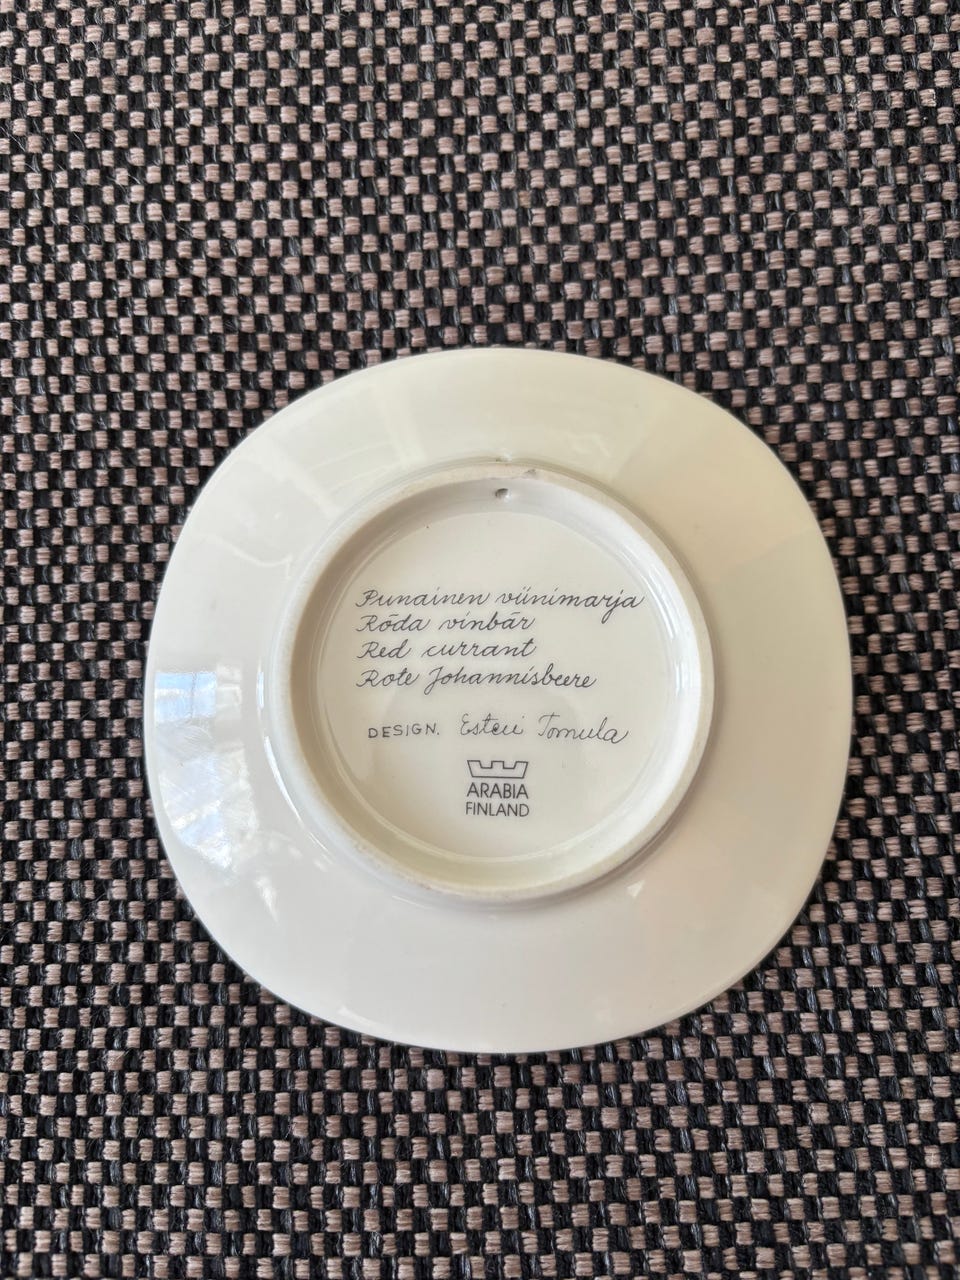 Punainen viinimarja
Röda vinbär
Red currant
Rote Johannisbeere
DESIGN. Esteri Tomula
ARABIA
FINLAND